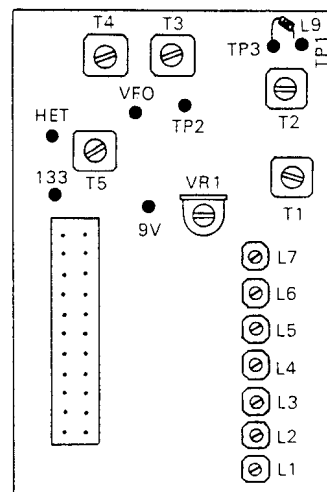 T4 T3 L9
TP3 TP1
VFO
HET TP2 T2
133 T5 VR1
9V T1
L7
L6
L5
L4
L3
L2
L1